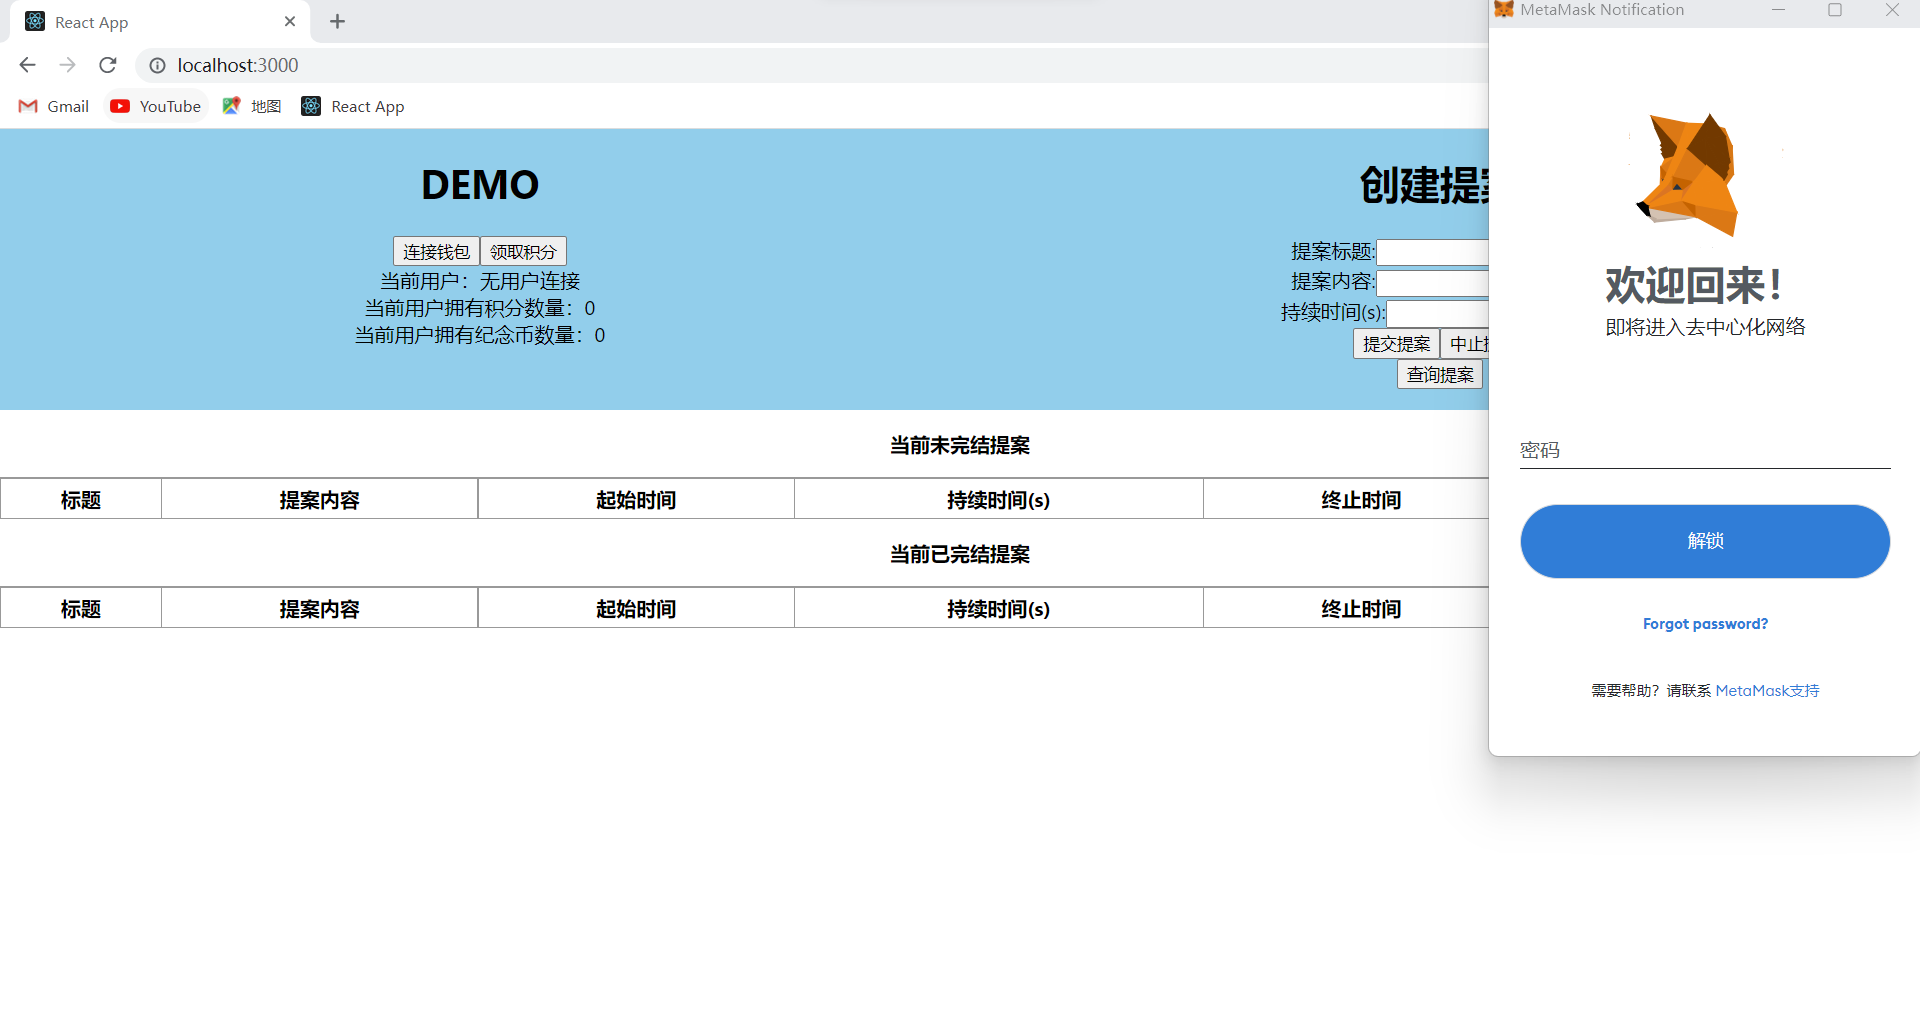 React App
localhost:3000
Gmail
YouTube
地图
React App
DEMO
连接钱包
领取积分
当前用户：无用户连接
当前用户拥有积分数量：0
当前用户拥有纪念币数量：0
创建提
提案标题:
提案内容:
持续时间(s):
提交提案
中止
查询提案
当前未完结提案
标题
提案内容
起始时间
持续时间(s)
终止时间
当前已完结提案
标题
提案内容
起始时间
持续时间(s)
终止时间
MetaMask Notification
欢迎回来！
即将进入去中心化网络
密码
解锁
Forgot password?
需要帮助？请联系 MetaMask支持